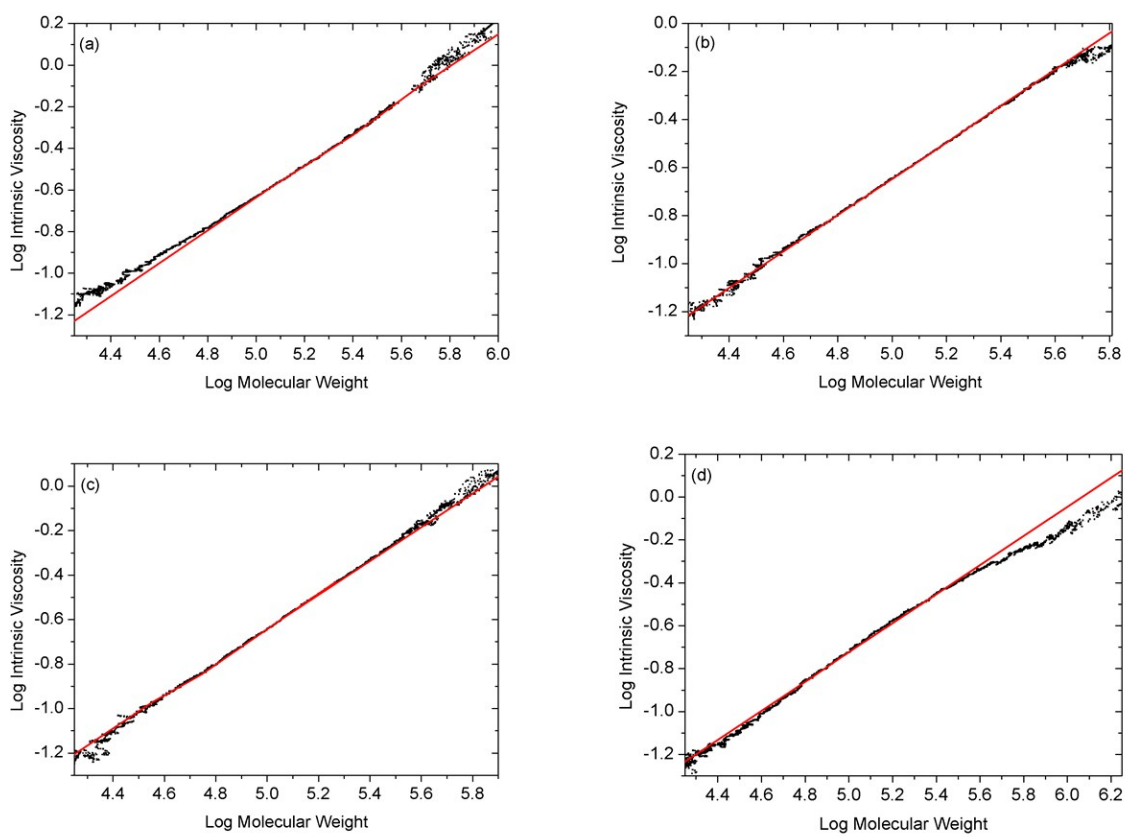 (a)
0.2
0.0
-0.2
-0.4
-0.6
-0.8
-1.0
-1.2
Log Intrinsic Viscosity
4.4 4.6 4.8 5.0 5.2 5.4 5.6 5.8 6.0
Log Molecular Weight
(b)
0.0
-0.2
-0.4
-0.6
-0.8
-1.0
-1.2
Log Intrinsic Viscosity
4.4 4.6 4.8 5.0 5.2 5.4 5.6 5.8
Log Molecular Weight
(c)
0.0
-0.2
-0.4
-0.6
-0.8
-1.0
-1.2
Log Intrinsic Viscosity
4.4 4.6 4.8 5.0 5.2 5.4 5.6 5.8
Log Molecular Weight
(d)
0.2
0.0
-0.2
-0.4
-0.6
-0.8
-1.0
-1.2
Log Intrinsic Viscosity
4.4 4.6 4.8 5.0 5.2 5.4 5.6 5.8 6.0 6.2
Log Molecular Weight